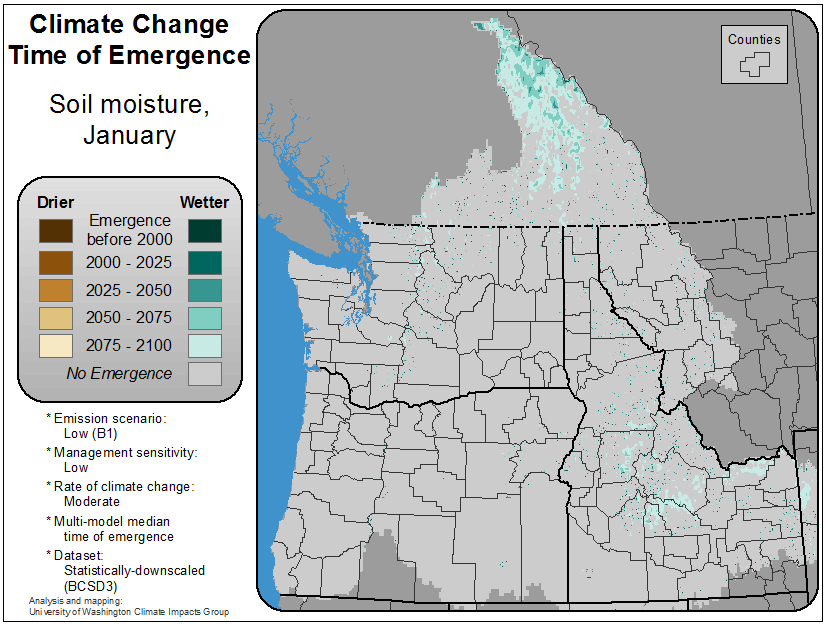 Climate Change
Time of Emergence
Soil moisture,
January
Drier
Wetter
Emergence
before 2000
2000 - 2025
2025 - 2050
2050 - 2075
2075 - 2100
No Emergence
* Emission scenario:
Low (B1)
* Management sensitivity:
Low
* Rate of climate change:
Moderate
* Multi-model median
time of emergence
* Dataset:
Statistically-downscaled
(BCSD3)
Analysis and mapping:
University of Washington Climate Impacts Group
Counties